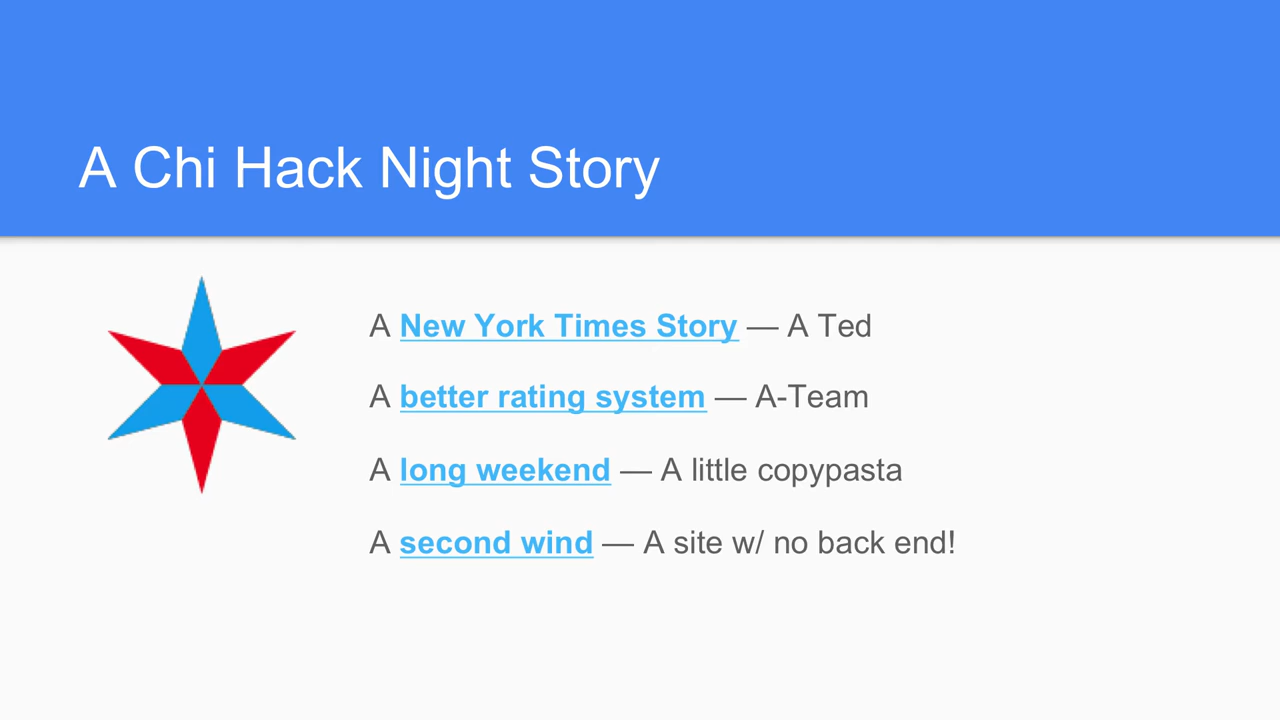 A Chi Hack Night Story
A New York Times Story — A Ted
A better rating system — A-Team
A long weekend — A little copypasta
A second wind — A site w/ no back end!